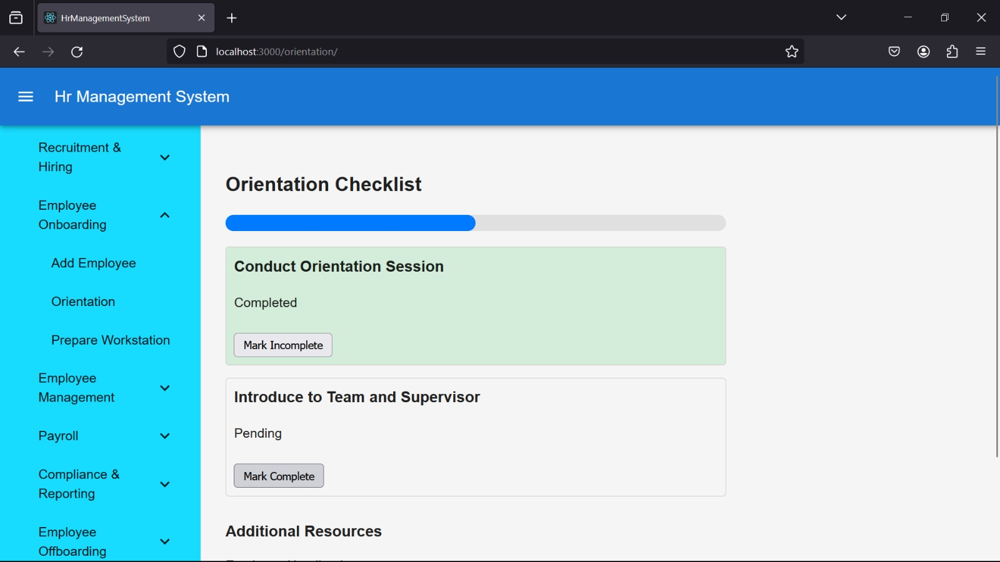 HrManagementSystem
localhost:3000/orientation/
Hr Management System
Recruitment &
Hiring
Employee
Onboarding
Add Employee
Orientation
Prepare Workstation
Employee
Management
Payroll
Compliance &
Reporting
Employee
Offboarding
Orientation Checklist
Conduct Orientation Session
Completed
Mark Incomplete
Introduce to Team and Supervisor
Pending
Mark Complete
Additional Resources